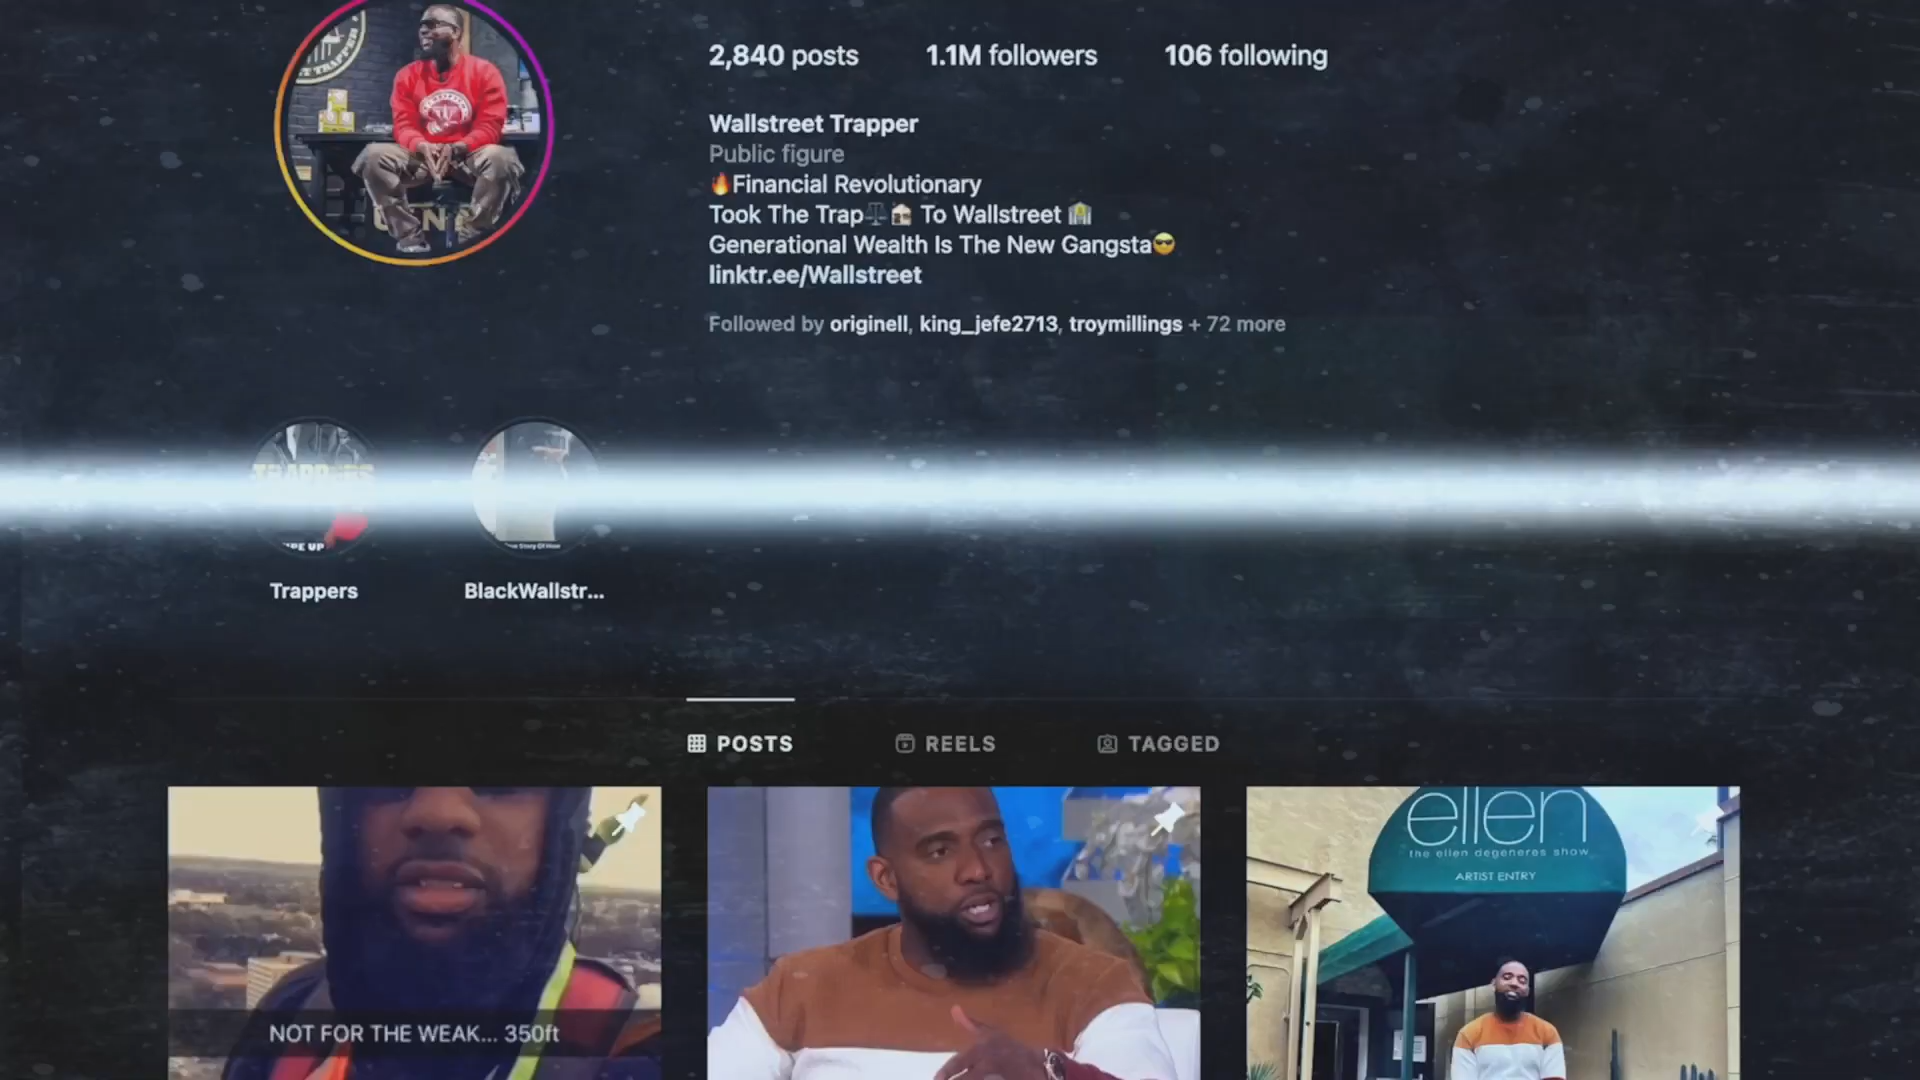 2,840 posts 1.1M followers 106 following
Wallstreet Trapper
Public figure
🔥Financial Revolutionary
Took The Trap⚖️🏚️ To Wallstreet 🏦
Generational Wealth Is The New Gangsta😎
linktr.ee/Wallstreet
Followed by originell, king_jefe2713, troymillings + 72 more
TRAPPERS
Trappers BlackWallstr...
POSTS REELS TAGGED
NOT FOR THE WEAK... 350ft
ellen
the ellen degeneres show
ARTIST ENTRY